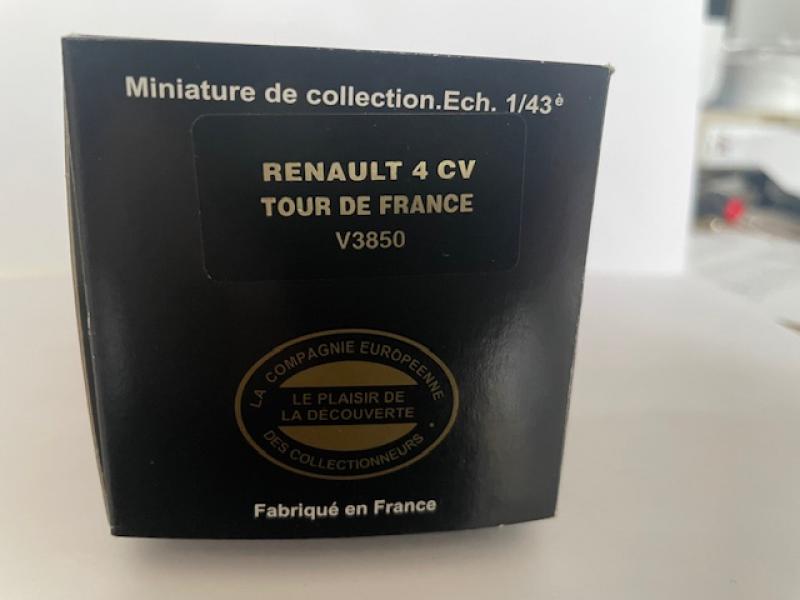 Miniature de collection.Ech. 1/43è
RENAULT 4 CV
TOUR DE FRANCE
V3850
LA COMPAGNIE EUROPEENNE
LE PLAISIR DE
LA DÉCOUVERTE
DES COLLECTIONNEURS
Fabriqué en France